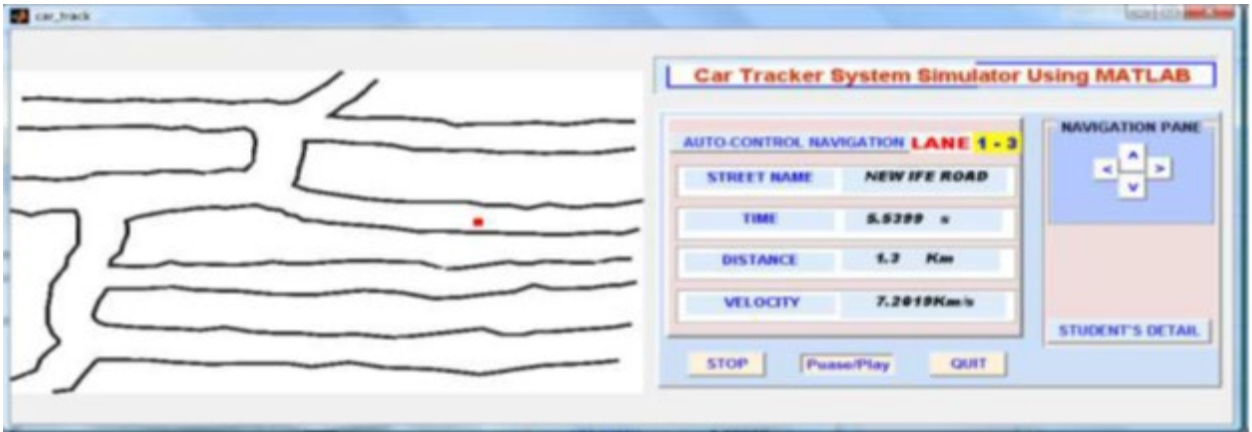 car_track
Car Tracker System Simulator Using MATLAB
AUTO-CONTROL NAVIGATION LANE 1 - 3
STREET NAME NEW IFE ROAD
TIME 5.5399 s
DISTANCE 1.3 Km
VELOCITY 7.2019Km/s
STOP Puase/Play QUIT
NAVIGATION PANE
^
< >
v
STUDENT'S DETAIL